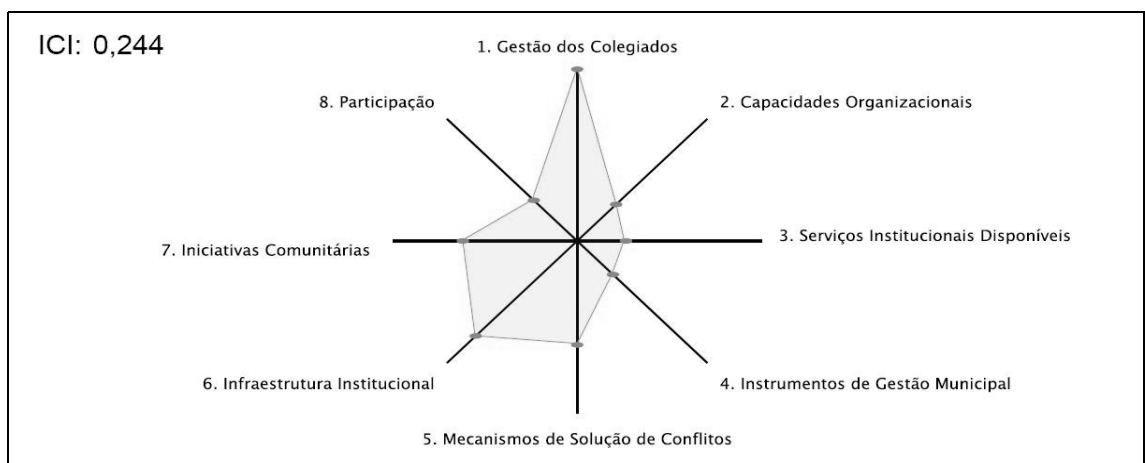 ICI: 0,244
1. Gestão dos Colegiados
2. Capacidades Organizacionais
3. Serviços Institucionais Disponíveis
4. Instrumentos de Gestão Municipal
5. Mecanismos de Solução de Conflitos
6. Infraestrutura Institucional
7. Iniciativas Comunitárias
8. Participação